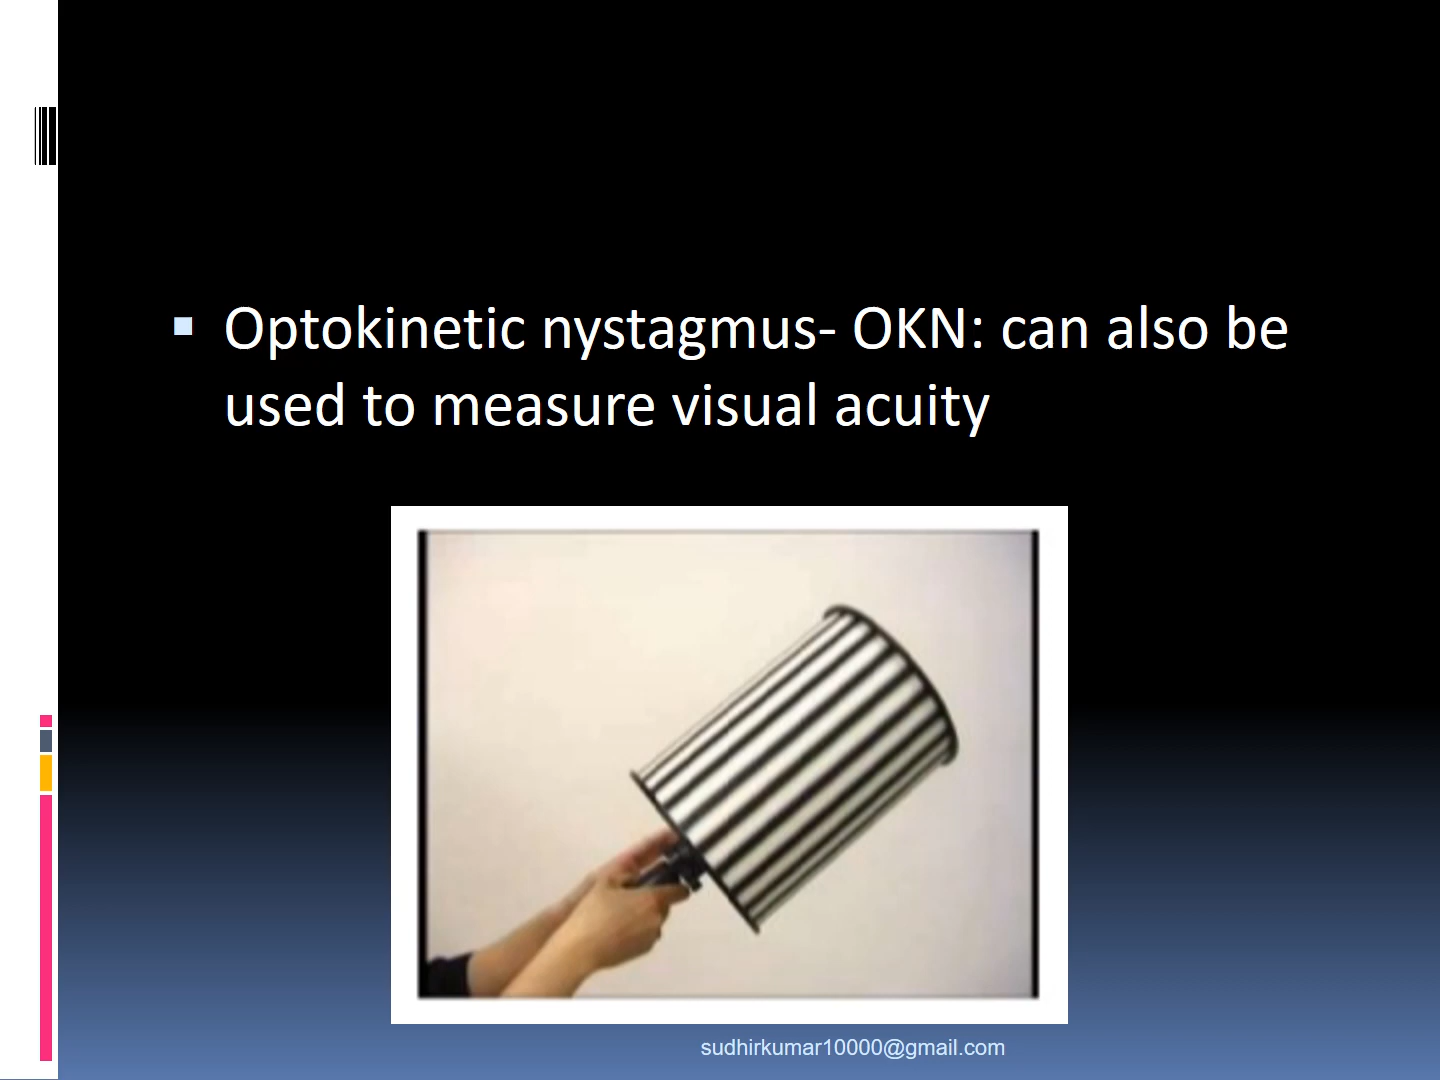 Optokinetic nystagmus- OKN: can also be
used to measure visual acuity
sudhirkumar10000@gmail.com